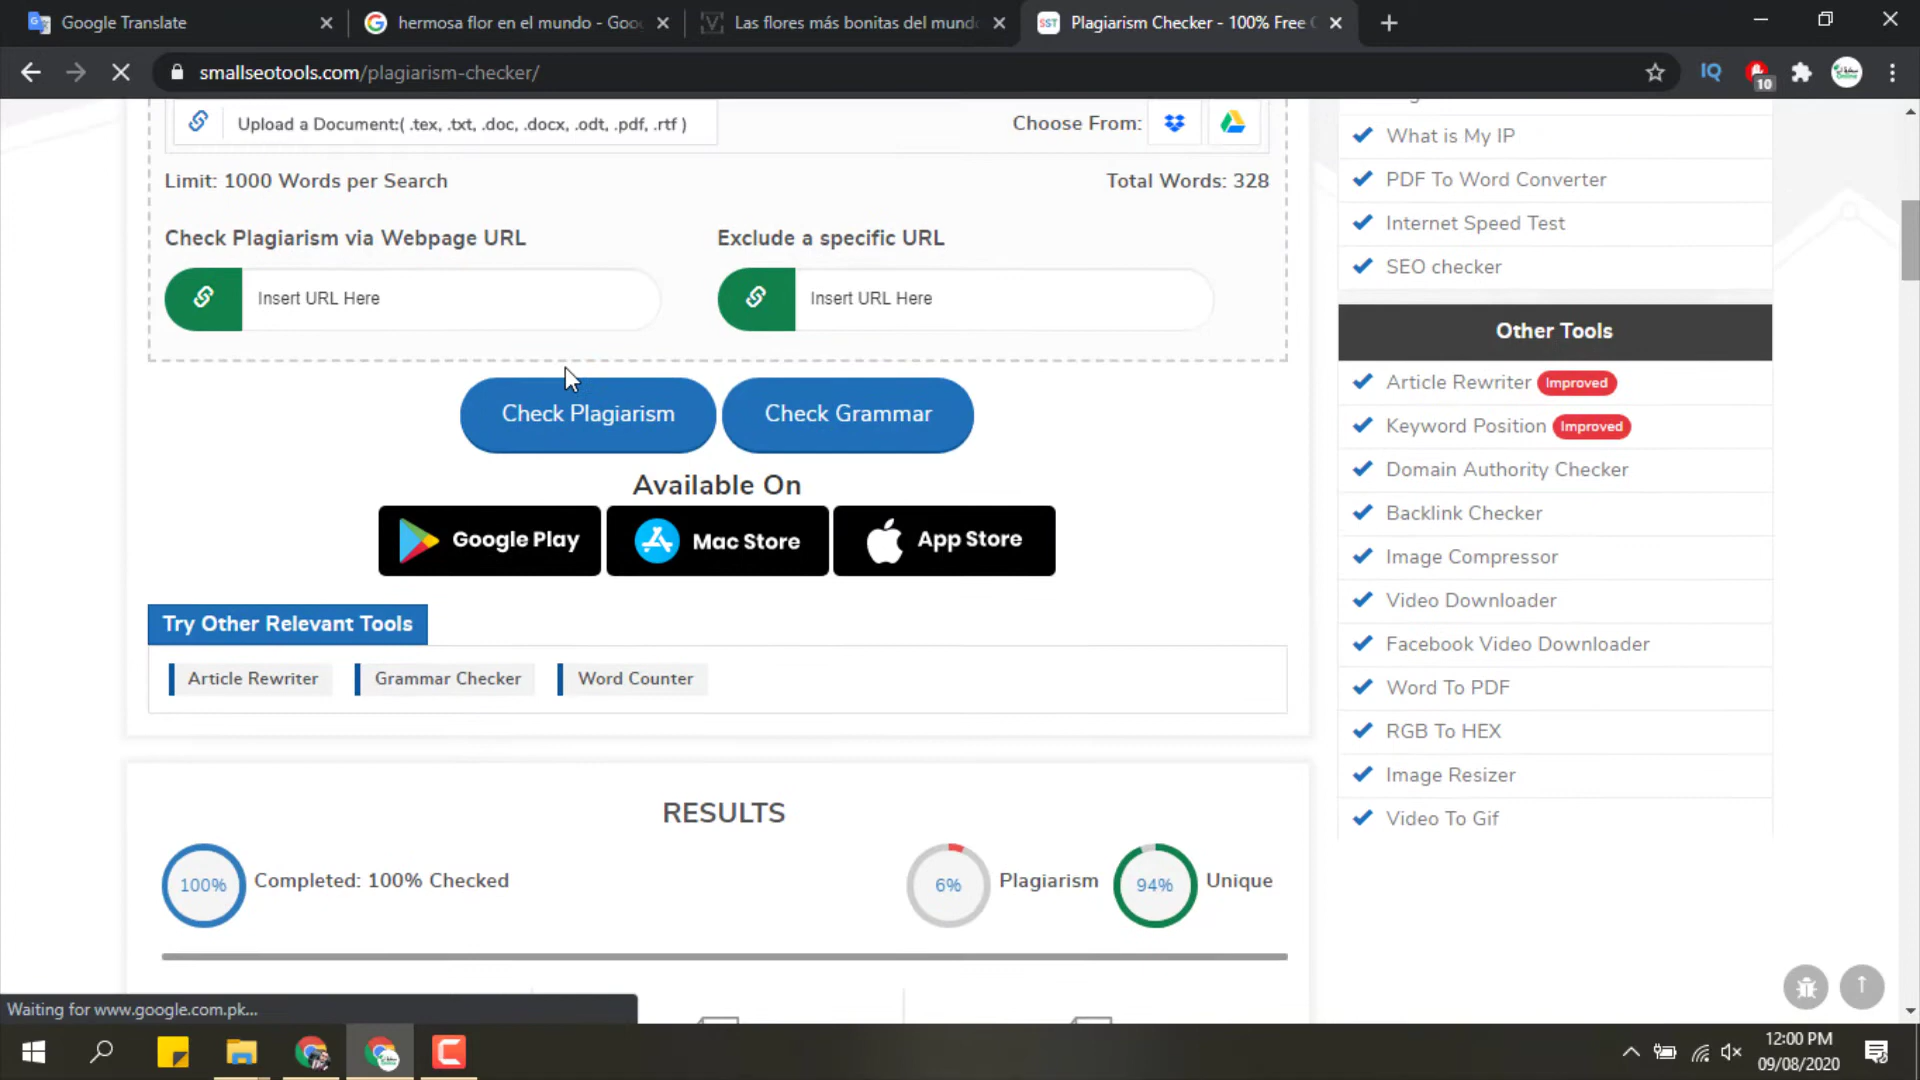 Google Translate
hermosa flor en el mundo - Goo
Las flores más bonitas del mund
SST Plagiarism Checker - 100% Free
smallseotools.com/plagiarism-checker/
IQ
10
Upload a Document:( .tex, .txt, .doc, .docx, .odt, .pdf, .rtf )
Choose From:
Limit: 1000 Words per Search
Total Words: 328
Check Plagiarism via Webpage URL
Exclude a specific URL
Insert URL Here
Insert URL Here
Check Plagiarism
Check Grammar
Available On
Google Play
Mac Store
App Store
Try Other Relevant Tools
Article Rewriter
Grammar Checker
Word Counter
RESULTS
100%
Completed: 100% Checked
6%
Plagiarism
94%
Unique
What is My IP
PDF To Word Converter
Internet Speed Test
SEO checker
Other Tools
Article Rewriter Improved
Keyword Position Improved
Domain Authority Checker
Backlink Checker
Image Compressor
Video Downloader
Facebook Video Downloader
Word To PDF
RGB To HEX
Image Resizer
Video To Gif
Waiting for www.google.com.pk...
12:00 PM
09/08/2020